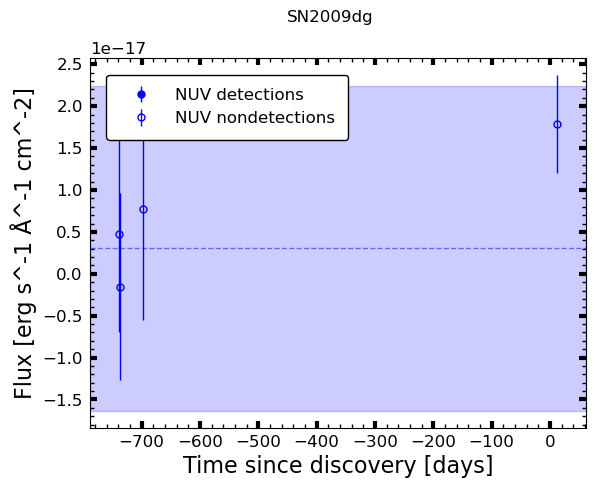 SN2009dg
1e−17
2.5
2.0
1.5
1.0
0.5
0.0
−0.5
−1.0
−1.5
Flux [erg s^-1 Å^-1 cm^-2]
NUV detections
NUV nondetections
−700 −600 −500 −400 −300 −200 −100 0
Time since discovery [days]